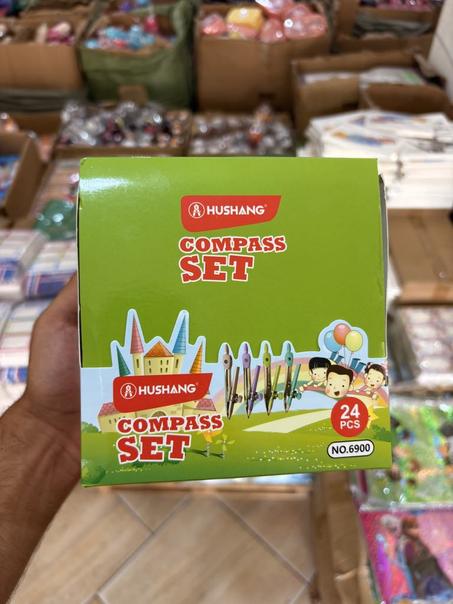 HUSHANG
COMPASS
SET
HUSHANG
COMPASS
SET
24
PCS
NO.6900